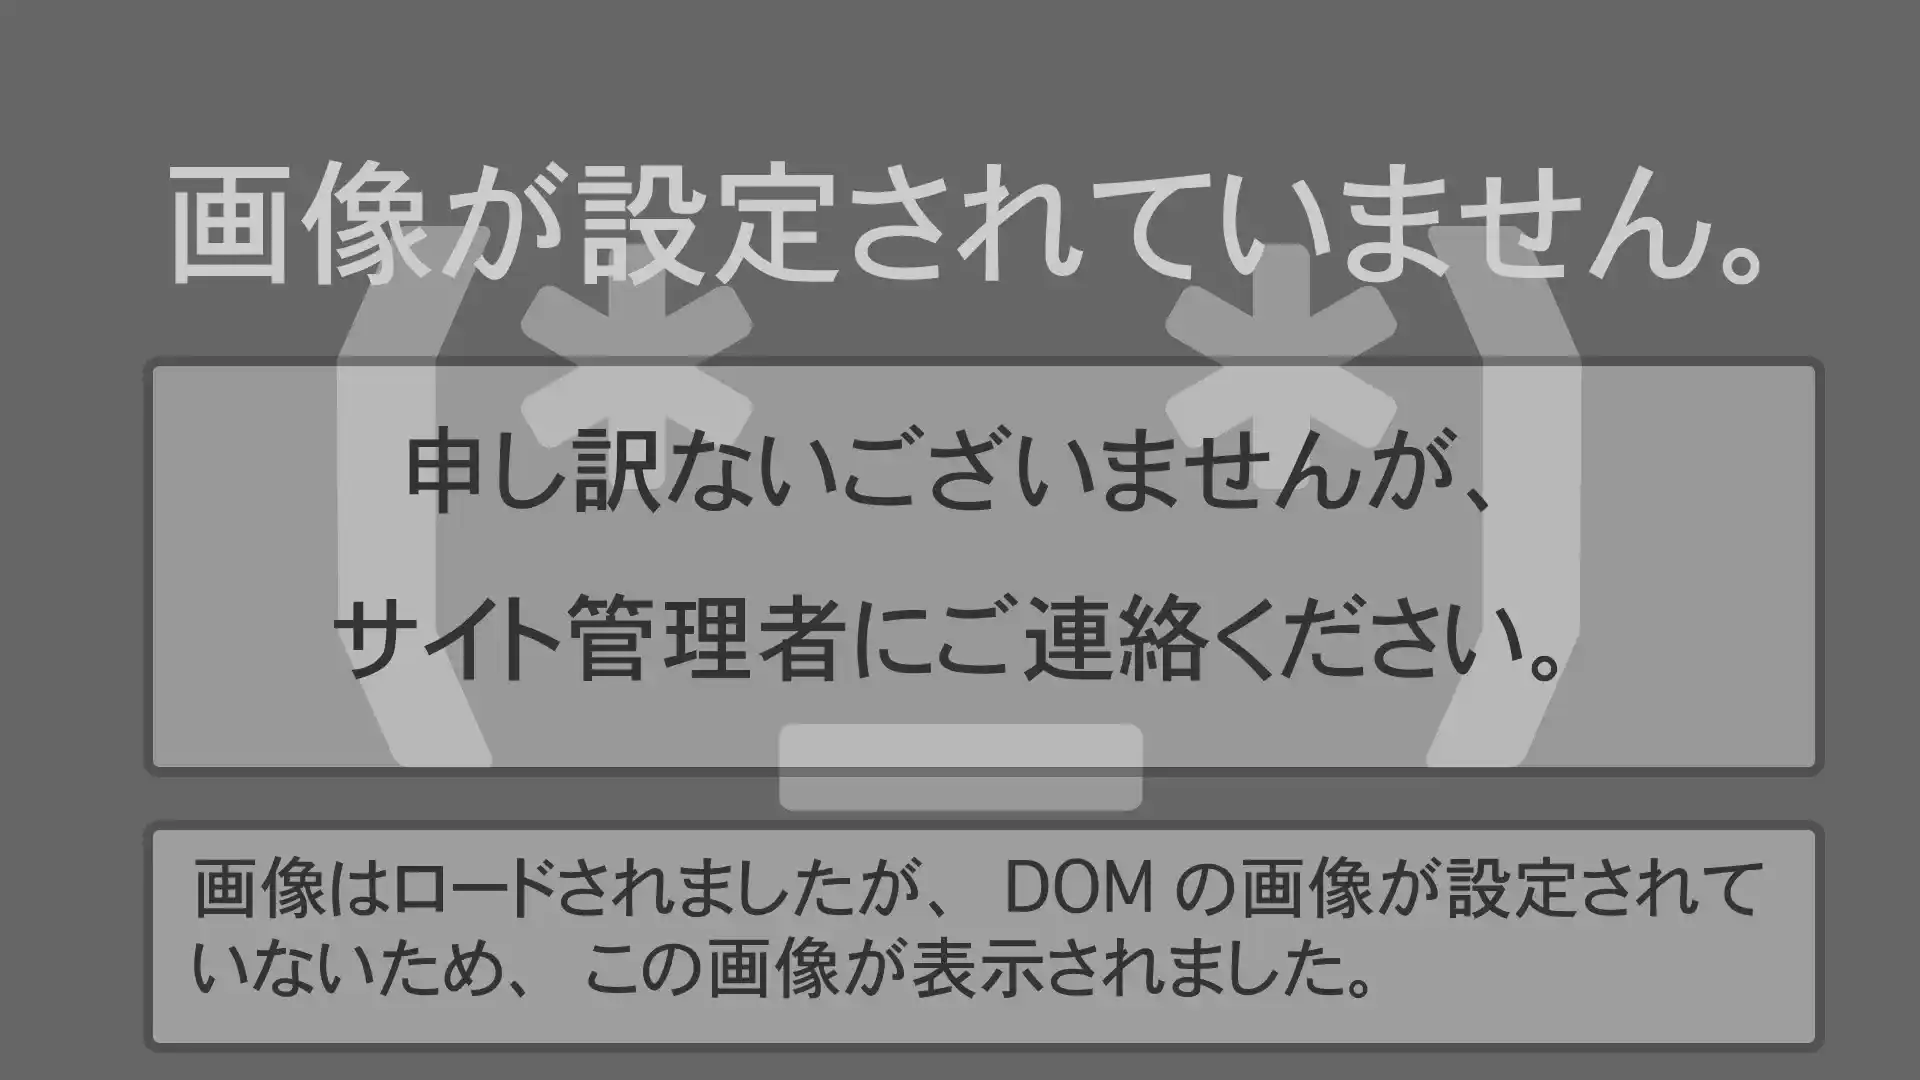 画像が設定されていません。
(*_*)
申し訳ないございませんが、
サイト管理者にご連絡ください。
画像はロードされましたが、 DOM の画像が設定されて
いないため、 この画像が表示されました。